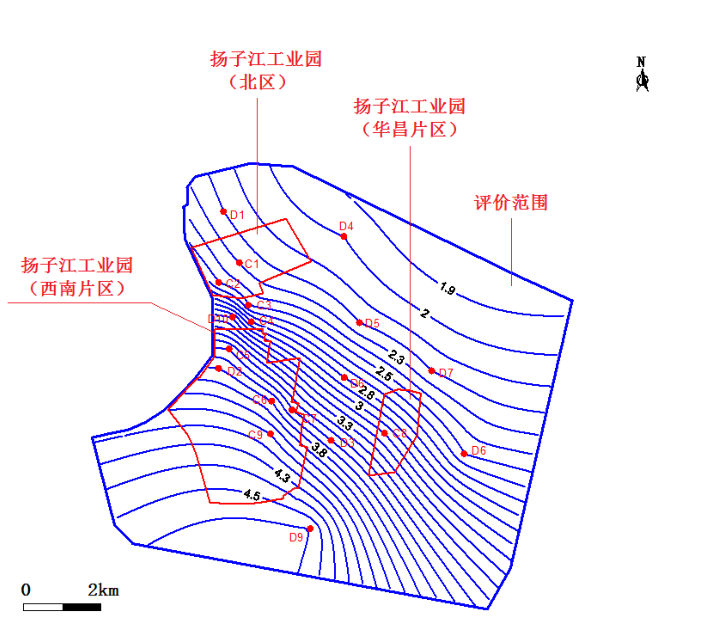 扬子江工业园
（北区）
N
扬子江工业园
（华昌片区）
评价范围
D1
D4
扬子江工业园
（西南片区）
C1
C2
1.9
C3
2
D10
C4
D5
2.3
D7
C5
2.5
D2
D6
2.8
C6
3
C7
3.3
C8
C9
D3
3.8
D6
4.3
4.5
D9
0
2km